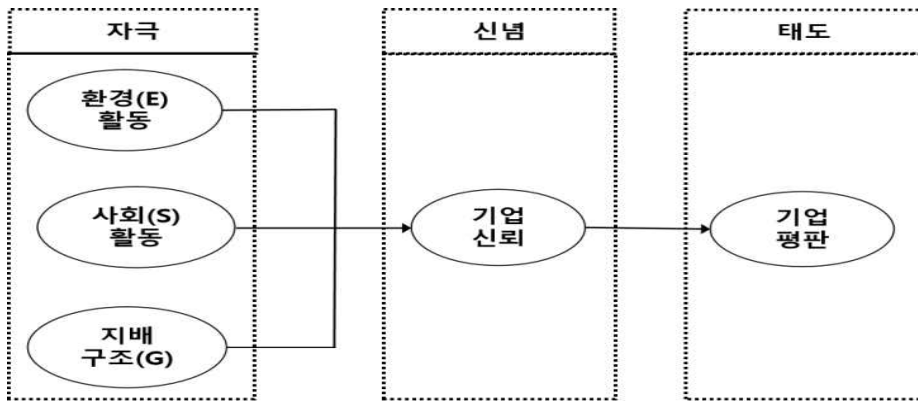 자극
신념
태도
환경(E)
활동
사회(S)
활동
지배
구조(G)
기업
신뢰
기업
평판